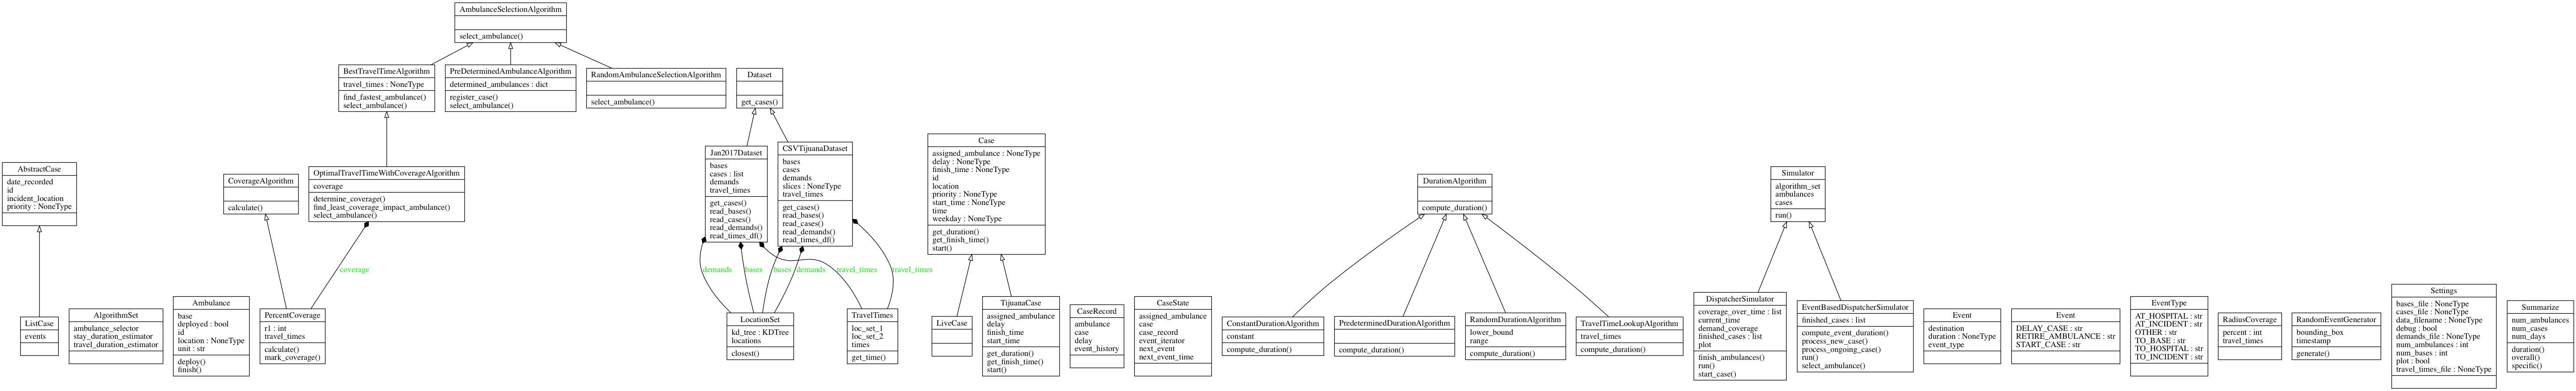 AmbulanceSelectionAlgorithm
select_ambulance()
BestTravelTimeAlgorithm
travel_times : NoneType
find_fastest_ambulance()
select_ambulance()
PreDeterminedAmbulanceAlgorithm
determined_ambulances : dict
register_case()
select_ambulance()
RandomAmbulanceSelectionAlgorithm
select_ambulance()
Dataset
get_cases()
AbstractCase
date_recorded
id
incident_location
priority : NoneType
CoverageAlgorithm
calculate()
OptimalTravelTimeWithCoverageAlgorithm
coverage
determine_coverage()
find_least_coverage_impact_ambulance()
select_ambulance()
Jan2017Dataset
bases
cases : list
demands
travel_times
get_cases()
read_bases()
read_cases()
read_demands()
read_times_df()
CSVTijuanaDataset
bases
cases
demands
slices : NoneType
travel_times
get_cases()
read_bases()
read_cases()
read_demands()
read_times_df()
Case
assigned_ambulance : NoneType
delay : NoneType
finish_time : NoneType
id
location
priority : NoneType
start_time : NoneType
time
weekday : NoneType
get_duration()
get_finish_time()
start()
DurationAlgorithm
compute_duration()
Simulator
algorithm_set
ambulances
cases
run()
coverage
demands
bases
bases
demands
travel_times
travel_times
ListCase
events
AlgorithmSet
ambulance_selector
stay_duration_estimator
travel_duration_estimator
Ambulance
base
deployed : bool
id
location : NoneType
unit : str
deploy()
finish()
PercentCoverage
r1 : int
travel_times
calculate()
mark_coverage()
LocationSet
kd_tree : KDTree
locations
closest()
TravelTimes
loc_set_1
loc_set_2
times
get_time()
LiveCase
TijuanaCase
assigned_ambulance
delay
finish_time
start_time
get_duration()
get_finish_time()
start()
CaseRecord
ambulance
case
delay
event_history
CaseState
assigned_ambulance
case
case_record
event_iterator
next_event
next_event_time
ConstantDurationAlgorithm
constant
compute_duration()
PredeterminedDurationAlgorithm
compute_duration()
RandomDurationAlgorithm
lower_bound
range
compute_duration()
TravelTimeLookupAlgorithm
travel_times
compute_duration()
DispatcherSimulator
coverage_over_time : list
current_time
demand_coverage
finished_cases : list
plot
finish_ambulances()
run()
start_case()
EventBasedDispatcherSimulator
finished_cases : list
compute_event_duration()
process_new_case()
process_ongoing_case()
run()
select_ambulance()
Event
destination
duration : NoneType
event_type
Event
DELAY_CASE : str
RETIRE_AMBULANCE : str
START_CASE : str
EventType
AT_HOSPITAL : str
AT_INCIDENT : str
OTHER : str
TO_BASE : str
TO_HOSPITAL : str
TO_INCIDENT : str
RadiusCoverage
percent : int
travel_times
RandomEventGenerator
bounding_box
timestamp
generate()
Settings
bases_file : NoneType
cases_file : NoneType
data_filename : NoneType
debug : bool
demands_file : NoneType
num_ambulances : int
num_bases : int
plot : bool
travel_times_file : NoneType
Summarize
num_ambulances
num_cases
num_days
duration()
overall()
specific()